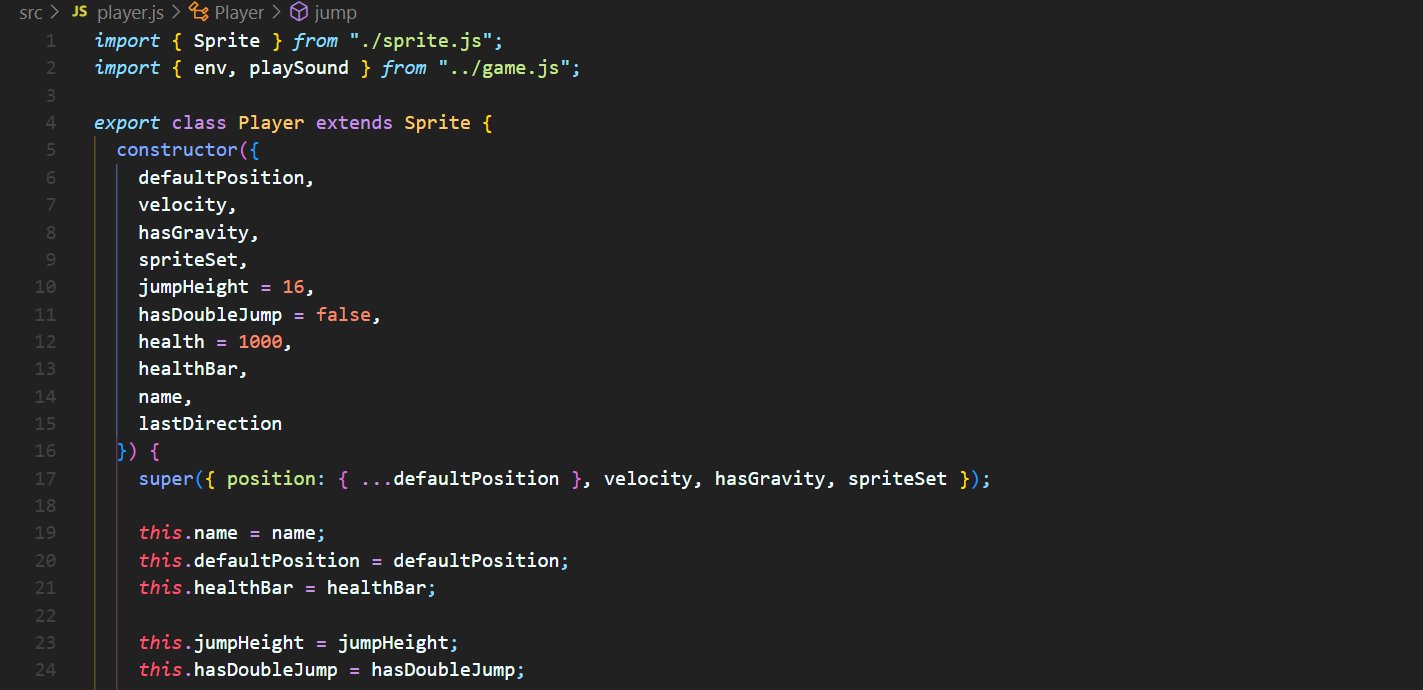 src > JS player.js > Player > jump
1 import { Sprite } from "./sprite.js";
2 import { env, playSound } from "../game.js";
3
4 export class Player extends Sprite {
5   constructor({
6     defaultPosition,
7     velocity,
8     hasGravity,
9     spriteSet,
10     jumpHeight = 16,
11     hasDoubleJump = false,
12     health = 1000,
13     healthBar,
14     name,
15     lastDirection
16   }) {
17     super({ position: { ...defaultPosition }, velocity, hasGravity, spriteSet });
18
19     this.name = name;
20     this.defaultPosition = defaultPosition;
21     this.healthBar = healthBar;
22
23     this.jumpHeight = jumpHeight;
24     this.hasDoubleJump = hasDoubleJump;